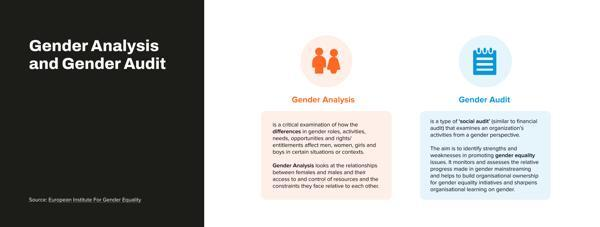 Gender Analysis
and Gender Audit
Source: European Institute For Gender Equality
Gender Analysis
is a critical examination of how the
differences in gender roles, activities,
needs, opportunities and rights/
entitlements affect men, women, girls and
boys in certain situations or contexts.
Gender Analysis looks at the relationships
between females and males and their
access to and control of resources and the
constraints they face relative to each other.
Gender Audit
is a type of 'social audit' (similar to financial
audit) that examines an organization's
activities from a gender perspective.
The aim is to identify strengths and
weaknesses in promoting gender equality
issues. It monitors and assesses the relative
progress made in gender mainstreaming
and helps to build organisational ownership
for gender equality initiatives and sharpens
organisational learning on gender.